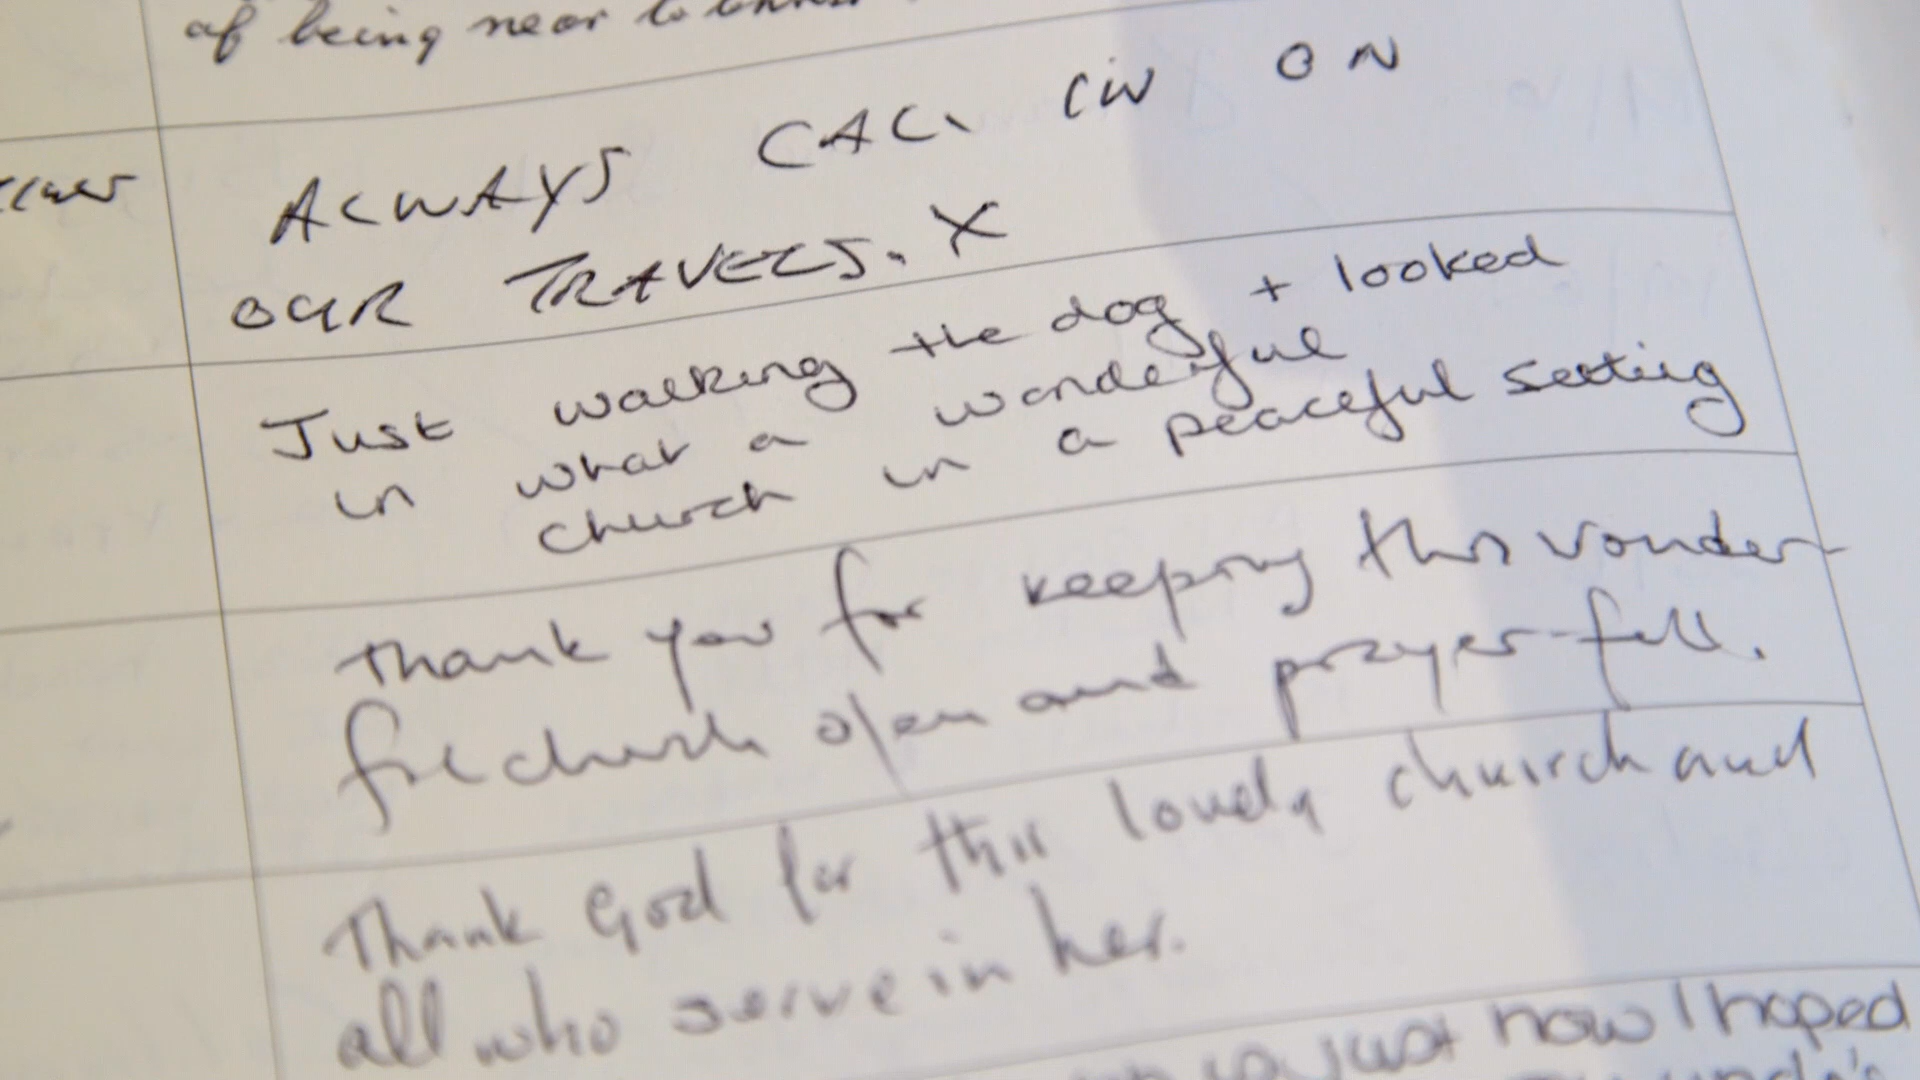 of being near to
ALWAYS CALL IN ON
OUR TRAVELS. X
Just walking the dog + looked
in what a wonderful
church in a peaceful setting
Thank you for keeping this wonder-
ful church open and prayer-full.
Thank God for this lovely church and
all who serve in her.
just now I hoped